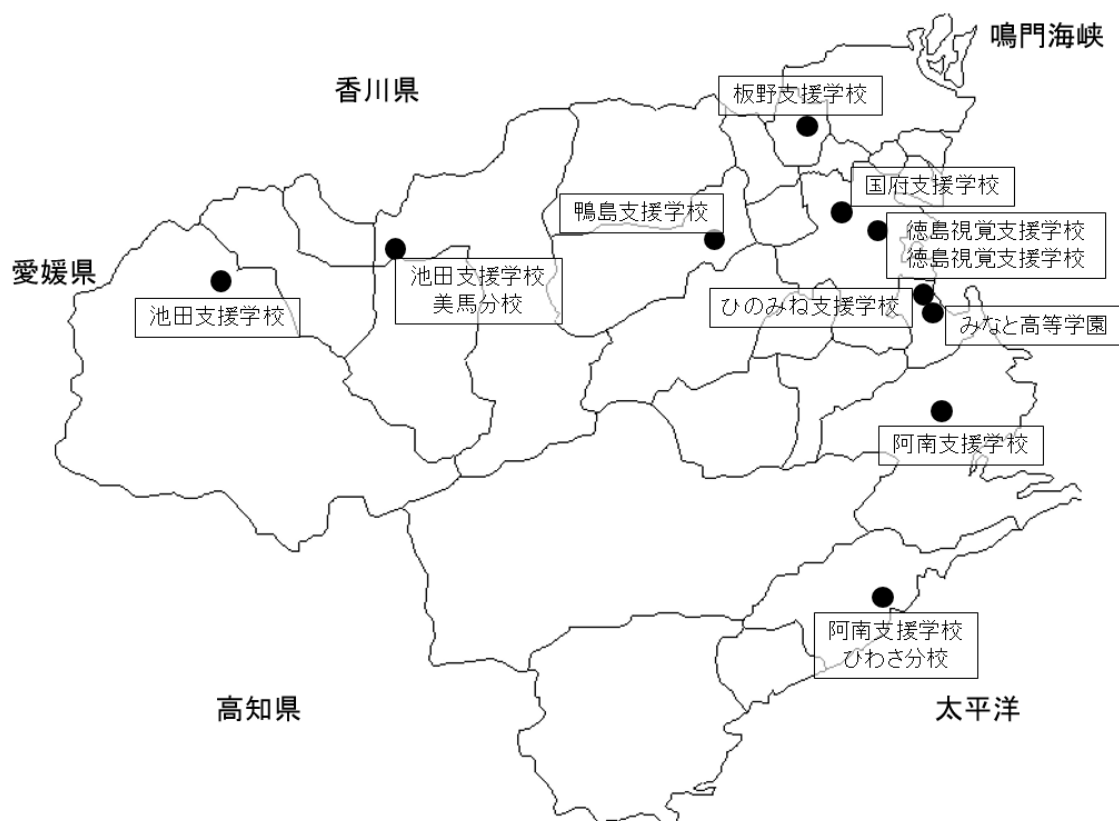 鳴門海峡
香川県
板野支援学校
国府支援学校
鴨島支援学校
徳島視覚支援学校
徳島視覚支援学校
愛媛県
池田支援学校
美馬分校
池田支援学校
ひのみね支援学校
みなと高等学園
阿南支援学校
阿南支援学校
ひわさ分校
高知県
太平洋